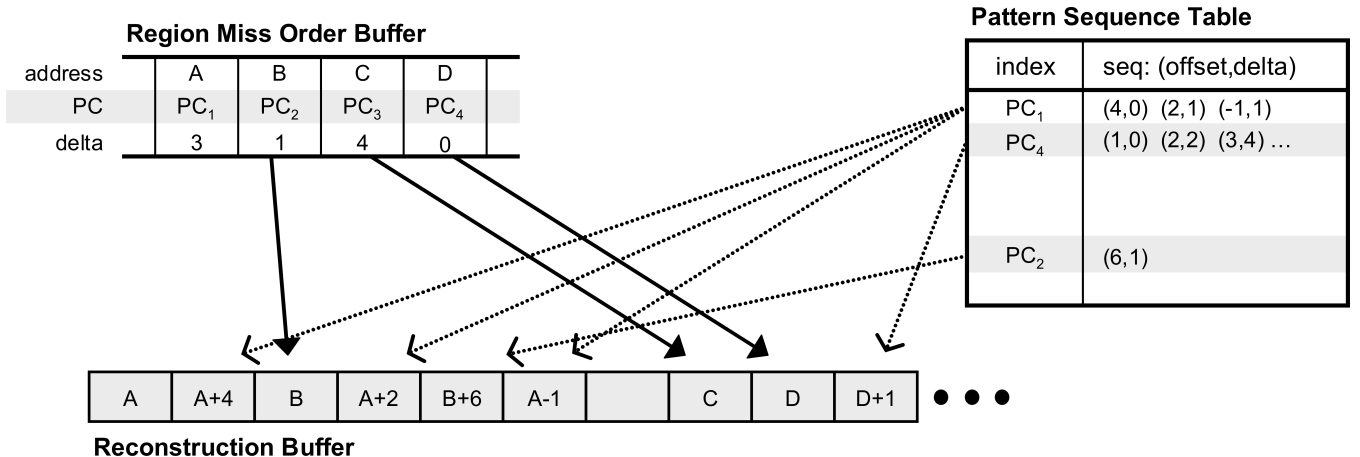 Region Miss Order Buffer
address A B C D
PC PC₁ PC₂ PC₃ PC₄
delta 3 1 4 0
Pattern Sequence Table
index seq: (offset,delta)
PC₁ (4,0) (2,1) (-1,1)
PC₄ (1,0) (2,2) (3,4) ...
PC₂ (6,1)
A A+4 B A+2 B+6 A-1 C D D+1
Reconstruction Buffer